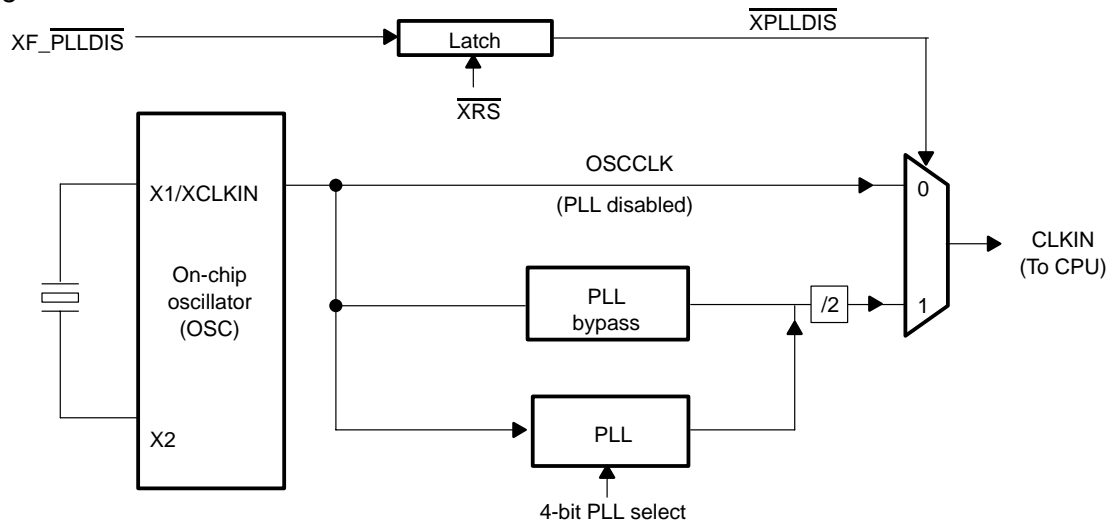 XF_PLLDIS
Latch
XPLLDIS
XRS
X1/XCLKIN
On-chip
oscillator
(OSC)
X2
OSCCLK
(PLL disabled)
0
PLL
bypass
/2
1
CLKIN
(To CPU)
PLL
4-bit PLL select